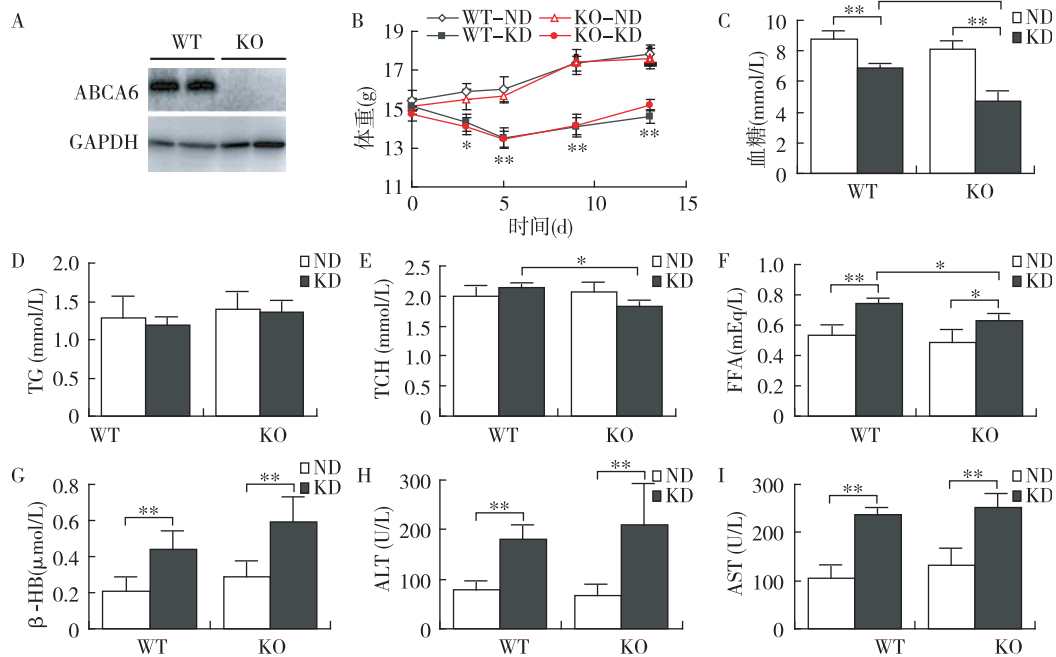 A
WT KO
ABCA6
GAPDH
B
WT-ND KO-ND
WT-KD KO-KD
体重(g)
19
17
15
13
11
* ** ** **
0 5 10 15
时间(d)
C
ND
KD
** **
血糖(mmol/L)
10
8
6
4
2
0
WT KO
D
ND
KD
TG (mmol/L)
2.0
1.5
1.0
1.5
0
WT KO
E
ND
KD
*
TCH (mmol/L)
2.5
2.0
1.5
1.0
0.5
0
WT KO
F
ND
KD
** * *
FFA(mEq/L)
1.0
0.8
0.6
0.4
0.2
0
WT KO
G
ND
KD
** **
β-HB(μmol/L)
0.8
0.6
0.4
0.2
0
WT KO
H
ND
KD
** **
ALT (U/L)
300
200
100
0
WT KO
I
ND
KD
** **
AST (U/L)
300
200
100
0
WT KO